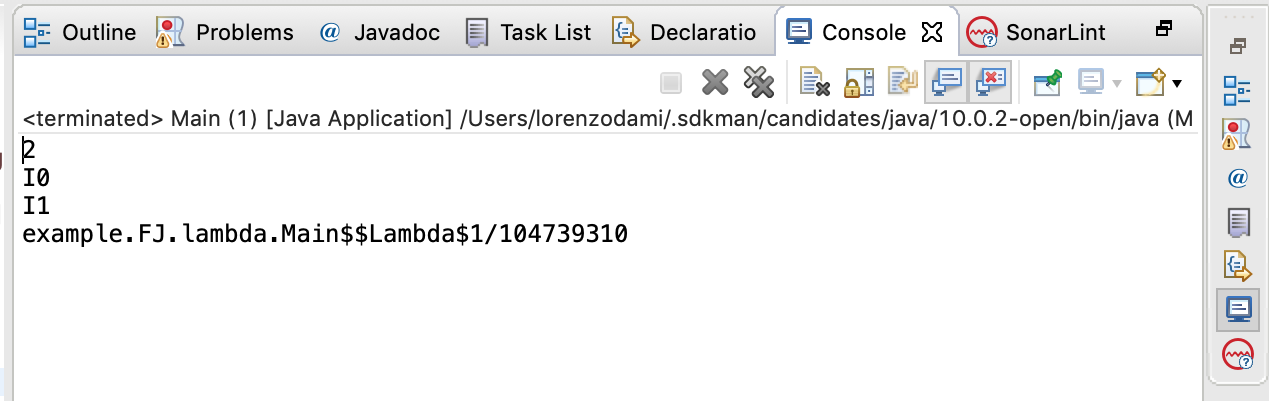 Outline Problems @ Javadoc Task List Declaratio Console SonarLint
<terminated> Main (1) [Java Application] /Users/lorenzodami/.sdkman/candidates/java/10.0.2-open/bin/java (M
2
I0
I1
example.FJ.lambda.Main$$Lambda$1/104739310